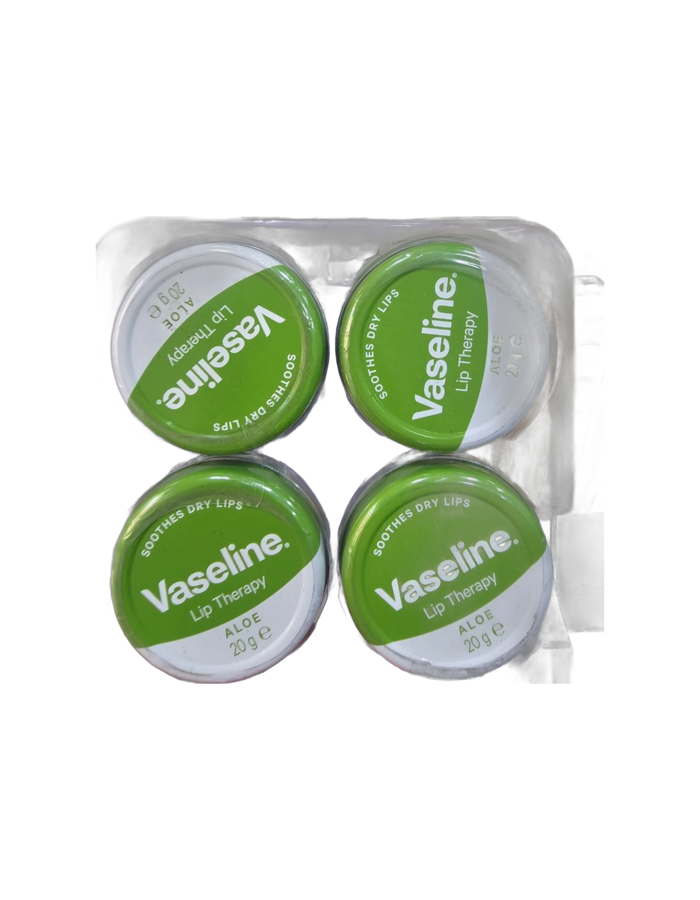 SOOTHES DRY LIPS
Vaseline.
Lip Therapy
ALOE
20 g ℮
SOOTHES DRY LIPS
Vaseline.
Lip Therapy
ALOE
20 g ℮
SOOTHES DRY LIPS
Vaseline.
Lip Therapy
ALOE
20 g ℮
SOOTHES DRY LIPS
Vaseline.
Lip Therapy
ALOE
20 g ℮